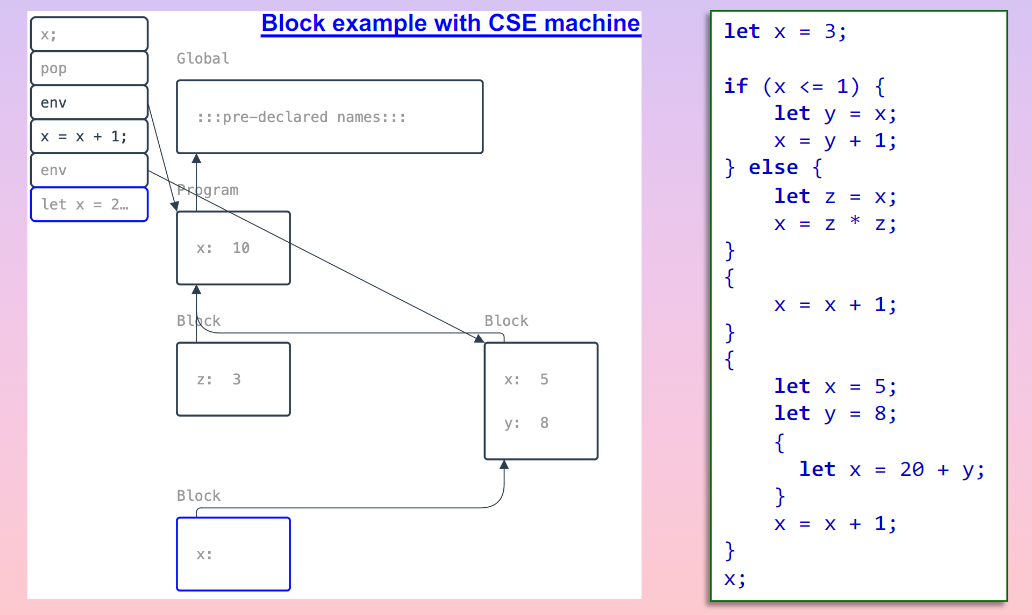 Block example with CSE machine
x;
pop
env
x = x + 1;
env
let x = 2…
Global
:::pre-declared names:::
Program
x: 10
Block
z: 3
Block
x: 5
y: 8
Block
x:
let x = 3;
if (x <= 1) {
let y = x;
x = y + 1;
} else {
let z = x;
x = z * z;
}
{
x = x + 1;
}
{
let x = 5;
let y = 8;
{
let x = 20 + y;
}
x = x + 1;
}
x;